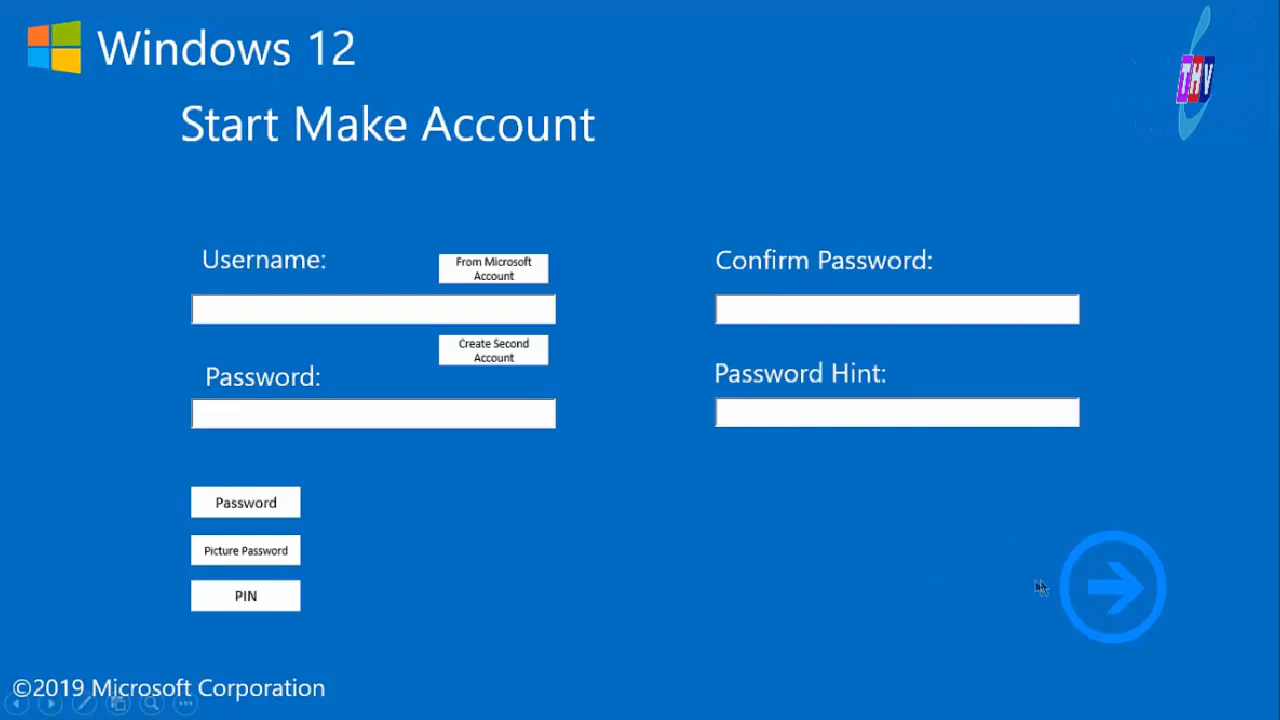 Windows 12
THV
Start Make Account
Username:
From Microsoft
Account
Confirm Password:
Create Second
Account
Password:
Password Hint:
Password
Picture Password
PIN
©2019 Microsoft Corporation